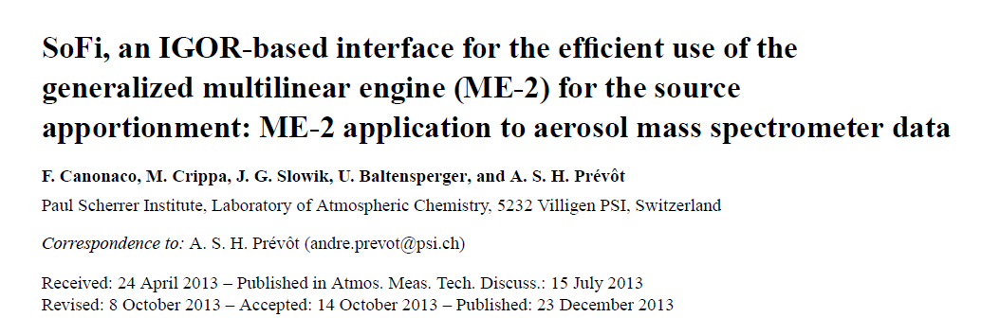 SoFi, an IGOR-based interface for the efficient use of the
generalized multilinear engine (ME-2) for the source
apportionment: ME-2 application to aerosol mass spectrometer data
F. Canonaco, M. Crippa, J. G. Slowik, U. Baltensperger, and A. S. H. Prévôt
Paul Scherrer Institute, Laboratory of Atmospheric Chemistry, 5232 Villigen PSI, Switzerland
Correspondence to: A. S. H. Prévôt (andre.prevot@psi.ch)
Received: 24 April 2013 – Published in Atmos. Meas. Tech. Discuss.: 15 July 2013
Revised: 8 October 2013 – Accepted: 14 October 2013 – Published: 23 December 2013